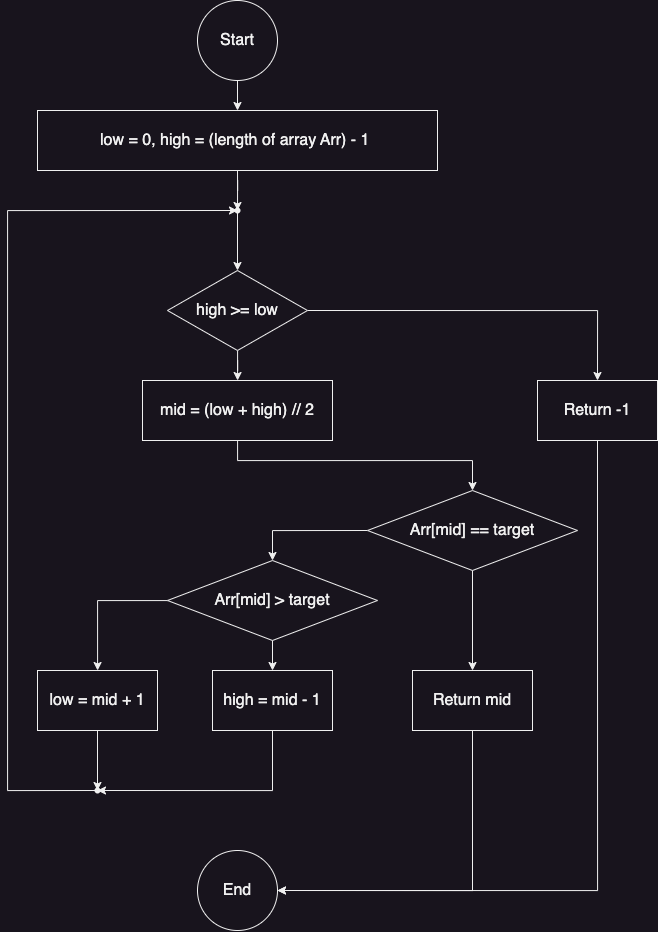 Start
low = 0, high = (length of array Arr) - 1
high >= low
mid = (low + high) // 2
Return -1
Arr[mid] == target
Arr[mid] > target
low = mid + 1
high = mid - 1
Return mid
End